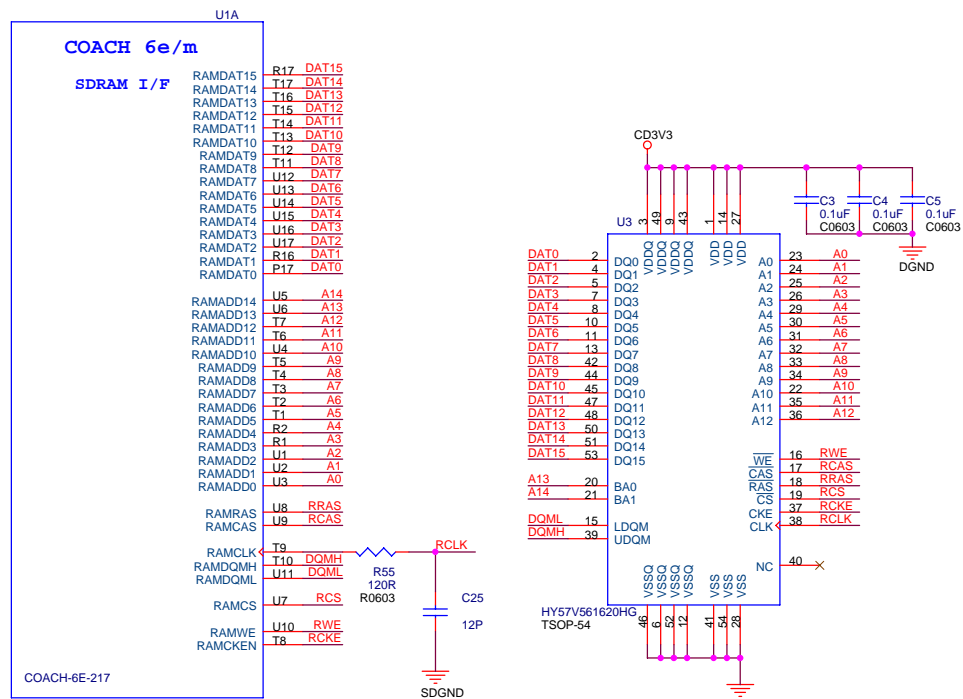 U1A
COACH 6e/m
SDRAM I/F
RAMDAT15 R17 DAT15
RAMDAT14 T17 DAT14
RAMDAT13 T16 DAT13
RAMDAT12 T15 DAT12
RAMDAT11 T14 DAT11
RAMDAT10 T13 DAT10
RAMDAT9 T12 DAT9
RAMDAT8 T11 DAT8
RAMDAT7 U12 DAT7
RAMDAT6 U13 DAT6
RAMDAT5 U14 DAT5
RAMDAT4 U15 DAT4
RAMDAT3 U16 DAT3
RAMDAT2 U17 DAT2
RAMDAT1 R16 DAT1
RAMDAT0 P17 DAT0
RAMADD14 U5 A14
RAMADD13 U6 A13
RAMADD12 T7 A12
RAMADD11 T6 A11
RAMADD10 U4 A10
RAMADD9 T5 A9
RAMADD8 T4 A8
RAMADD7 T3 A7
RAMADD6 T2 A6
RAMADD5 T1 A5
RAMADD4 R2 A4
RAMADD3 R1 A3
RAMADD2 U1 A2
RAMADD1 U2 A1
RAMADD0 U3 A0
RAMRAS U8 RRAS
RAMCAS U9 RCAS
RAMCLK T9 RCLK
RAMDQMH T10 DQMH
RAMDQML U11 DQML
RAMCS U7 RCS
RAMWE U10 RWE
RAMCKEN T8 RCKE
COACH-6E-217
R55
120R
R0603
C25
12P
SDGND
CD3V3
C3 C4 C5
0.1uF 0.1uF 0.1uF
C0603 C0603 C0603
DGND
U3
3 49 9 43 1 14 27
VDDQ VDDQ VDDQ VDDQ VDD VDD VDD
DAT0 2 DQ0 A0 23 A0
DAT1 4 DQ1 A1 24 A1
DAT2 5 DQ2 A2 25 A2
DAT3 7 DQ3 A3 26 A3
DAT4 8 DQ4 A4 29 A4
DAT5 10 DQ5 A5 30 A5
DAT6 11 DQ6 A6 31 A6
DAT7 13 DQ7 A7 32 A7
DAT8 42 DQ8 A8 33 A8
DAT9 44 DQ9 A9 34 A9
DAT10 45 DQ10 A10 22 A10
DAT11 47 DQ11 A11 35 A11
DAT12 48 DQ12 A12 36 A12
DAT13 50 DQ13
DAT14 51 DQ14
DAT15 53 DQ15 WE 16 RWE
CAS 17 RCAS
A13 20 BA0 RAS 18 RRAS
A14 21 BA1 CS 19 RCS
CKE 37 RCKE
DQML 15 LDQM CLK 38 RCLK
DQMH 39 UDQM
NC 40
VSSQ VSSQ VSSQ VSSQ VSS VSS VSS
HY57V561620HG
TSOP-54
46 6 52 12 41 54 28